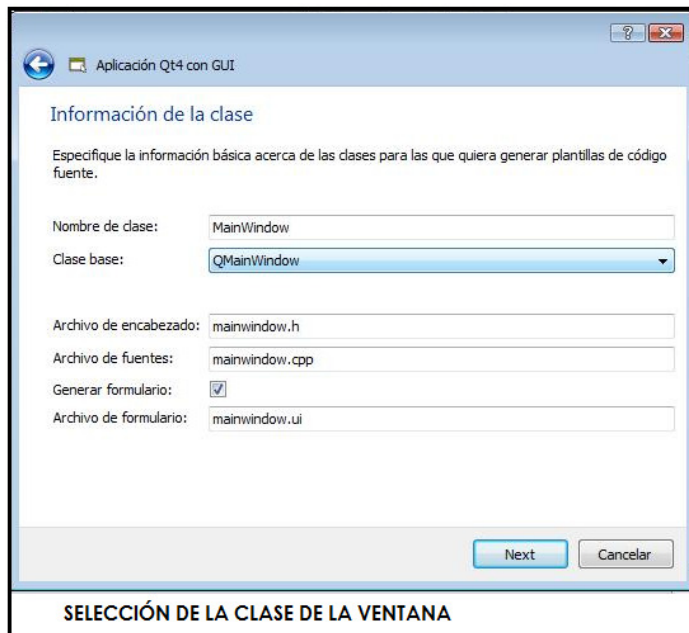 Aplicación Qt4 con GUI
Información de la clase
Especifique la información básica acerca de las clases para las que quiera generar plantillas de código
fuente.
Nombre de clase: MainWindow
Clase base: QMainWindow
Archivo de encabezado: mainwindow.h
Archivo de fuentes: mainwindow.cpp
Generar formulario:
Archivo de formulario: mainwindow.ui
Next Cancelar
SELECCIÓN DE LA CLASE DE LA VENTANA